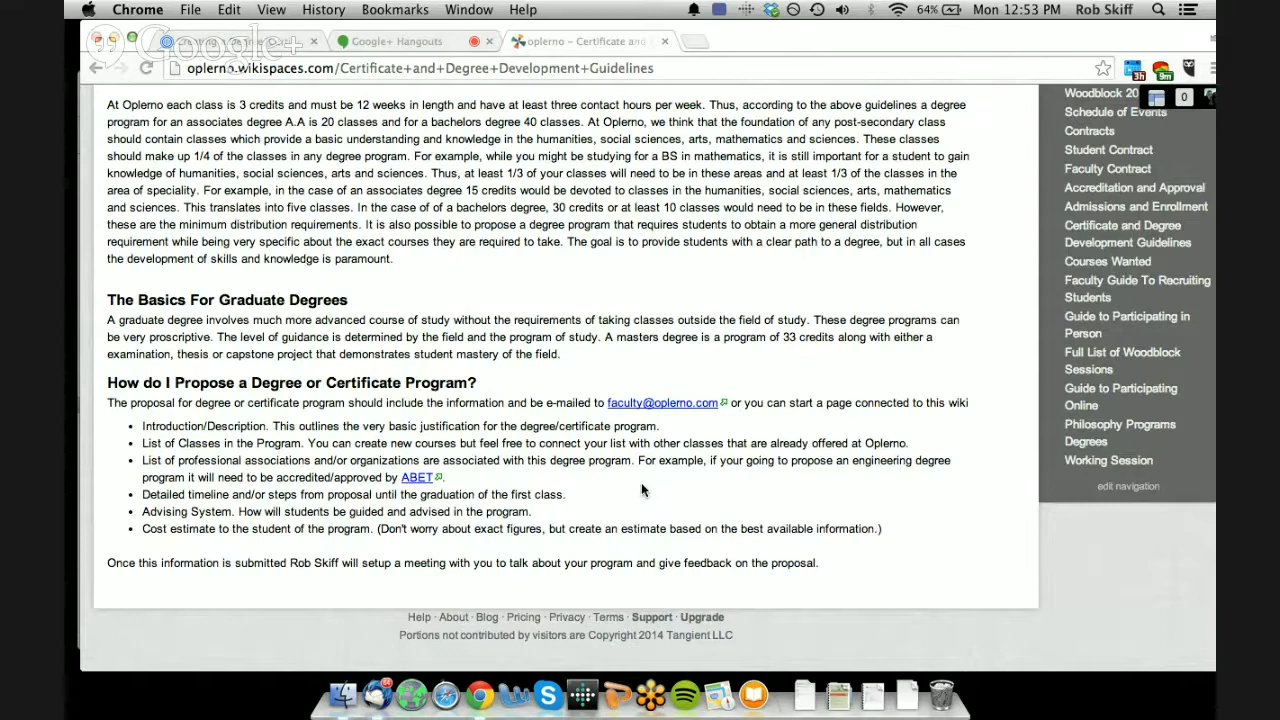 Chrome File Edit View History Bookmarks Window Help 64% Mon 12:53 PM Rob Skiff
Google+
Google+ Hangouts
oplerno – Certificate and
oplerno.wikispaces.com/Certificate+and+Degree+Development+Guidelines
3h
9m
0
At Oplerno each class is 3 credits and must be 12 weeks in length and have at least three contact hours per week. Thus, according to the above guidelines a degree
program for an associates degree A.A is 20 classes and for a bachelors degree 40 classes. At Oplerno, we think that the foundation of any post-secondary class
should contain classes which provide a basic understanding and knowledge in the humanities, social sciences, arts, mathematics and sciences. These classes
should make up 1/4 of the classes in any degree program. For example, while you might be studying for a BS in mathematics, it is still important for a student to gain
knowledge of humanities, social sciences, arts and sciences. Thus, at least 1/3 of your classes will need to be in these areas and at least 1/3 of the classes in the
area of speciality. For example, in the case of an associates degree 15 credits would be devoted to classes in the humanities, social sciences, arts, mathematics
and sciences. This translates into five classes. In the case of of a bachelors degree, 30 credits or at least 10 classes would need to be in these fields. However,
these are the minimum distribution requirements. It is also possible to propose a degree program that requires students to obtain a more general distribution
requirement while being very specific about the exact courses they are required to take. The goal is to provide students with a clear path to a degree, but in all cases
the development of skills and knowledge is paramount.
The Basics For Graduate Degrees
A graduate degree involves much more advanced course of study without the requirements of taking classes outside the field of study. These degree programs can
be very proscriptive. The level of guidance is determined by the field and the program of study. A masters degree is a program of 33 credits along with either a
examination, thesis or capstone project that demonstrates student mastery of the field.
How do I Propose a Degree or Certificate Program?
The proposal for degree or certificate program should include the information and be e-mailed to faculty@oplerno.com or you can start a page connected to this wiki
• Introduction/Description. This outlines the very basic justification for the degree/certificate program.
• List of Classes in the Program. You can create new courses but feel free to connect your list with other classes that are already offered at Oplerno.
• List of professional associations and/or organizations are associated with this degree program. For example, if your going to propose an engineering degree
program it will need to be accredited/approved by ABET.
• Detailed timeline and/or steps from proposal until the graduation of the first class.
• Advising System. How will students be guided and advised in the program.
• Cost estimate to the student of the program. (Don't worry about exact figures, but create an estimate based on the best available information.)
Once this information is submitted Rob Skiff will setup a meeting with you to talk about your program and give feedback on the proposal.
Woodblock 20
Schedule of Events
Contracts
Student Contract
Faculty Contract
Accreditation and Approval
Admissions and Enrollment
Certificate and Degree
Development Guidelines
Courses Wanted
Faculty Guide To Recruiting
Students
Guide to Participating in
Person
Full List of Woodblock
Sessions
Guide to Participating
Online
Philosophy Programs
Degrees
Working Session
edit navigation
Help · About · Blog · Pricing · Privacy · Terms · Support · Upgrade
Portions not contributed by visitors are Copyright 2014 Tangient LLC